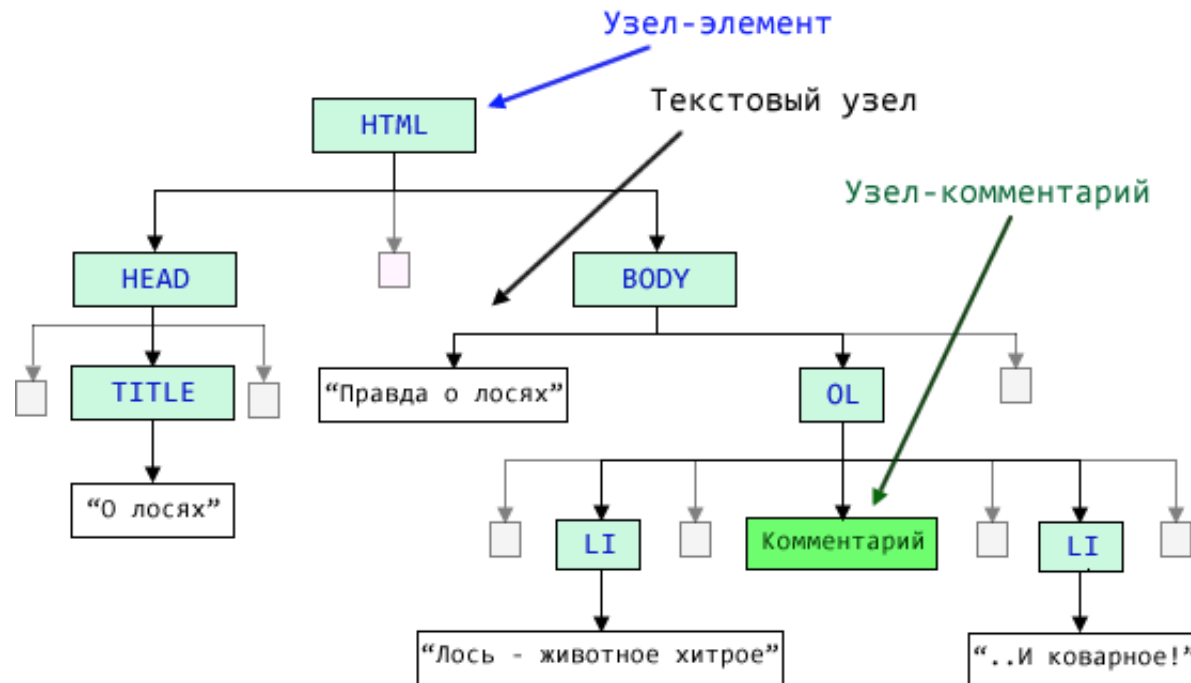 Узел-элемент
Текстовый узел
HTML
Узел-комментарий
HEAD
BODY
TITLE
“Правда о лосях”
OL
“О лосях”
LI
Комментарий
LI
“Лось - животное хитрое”
“..И коварное!”